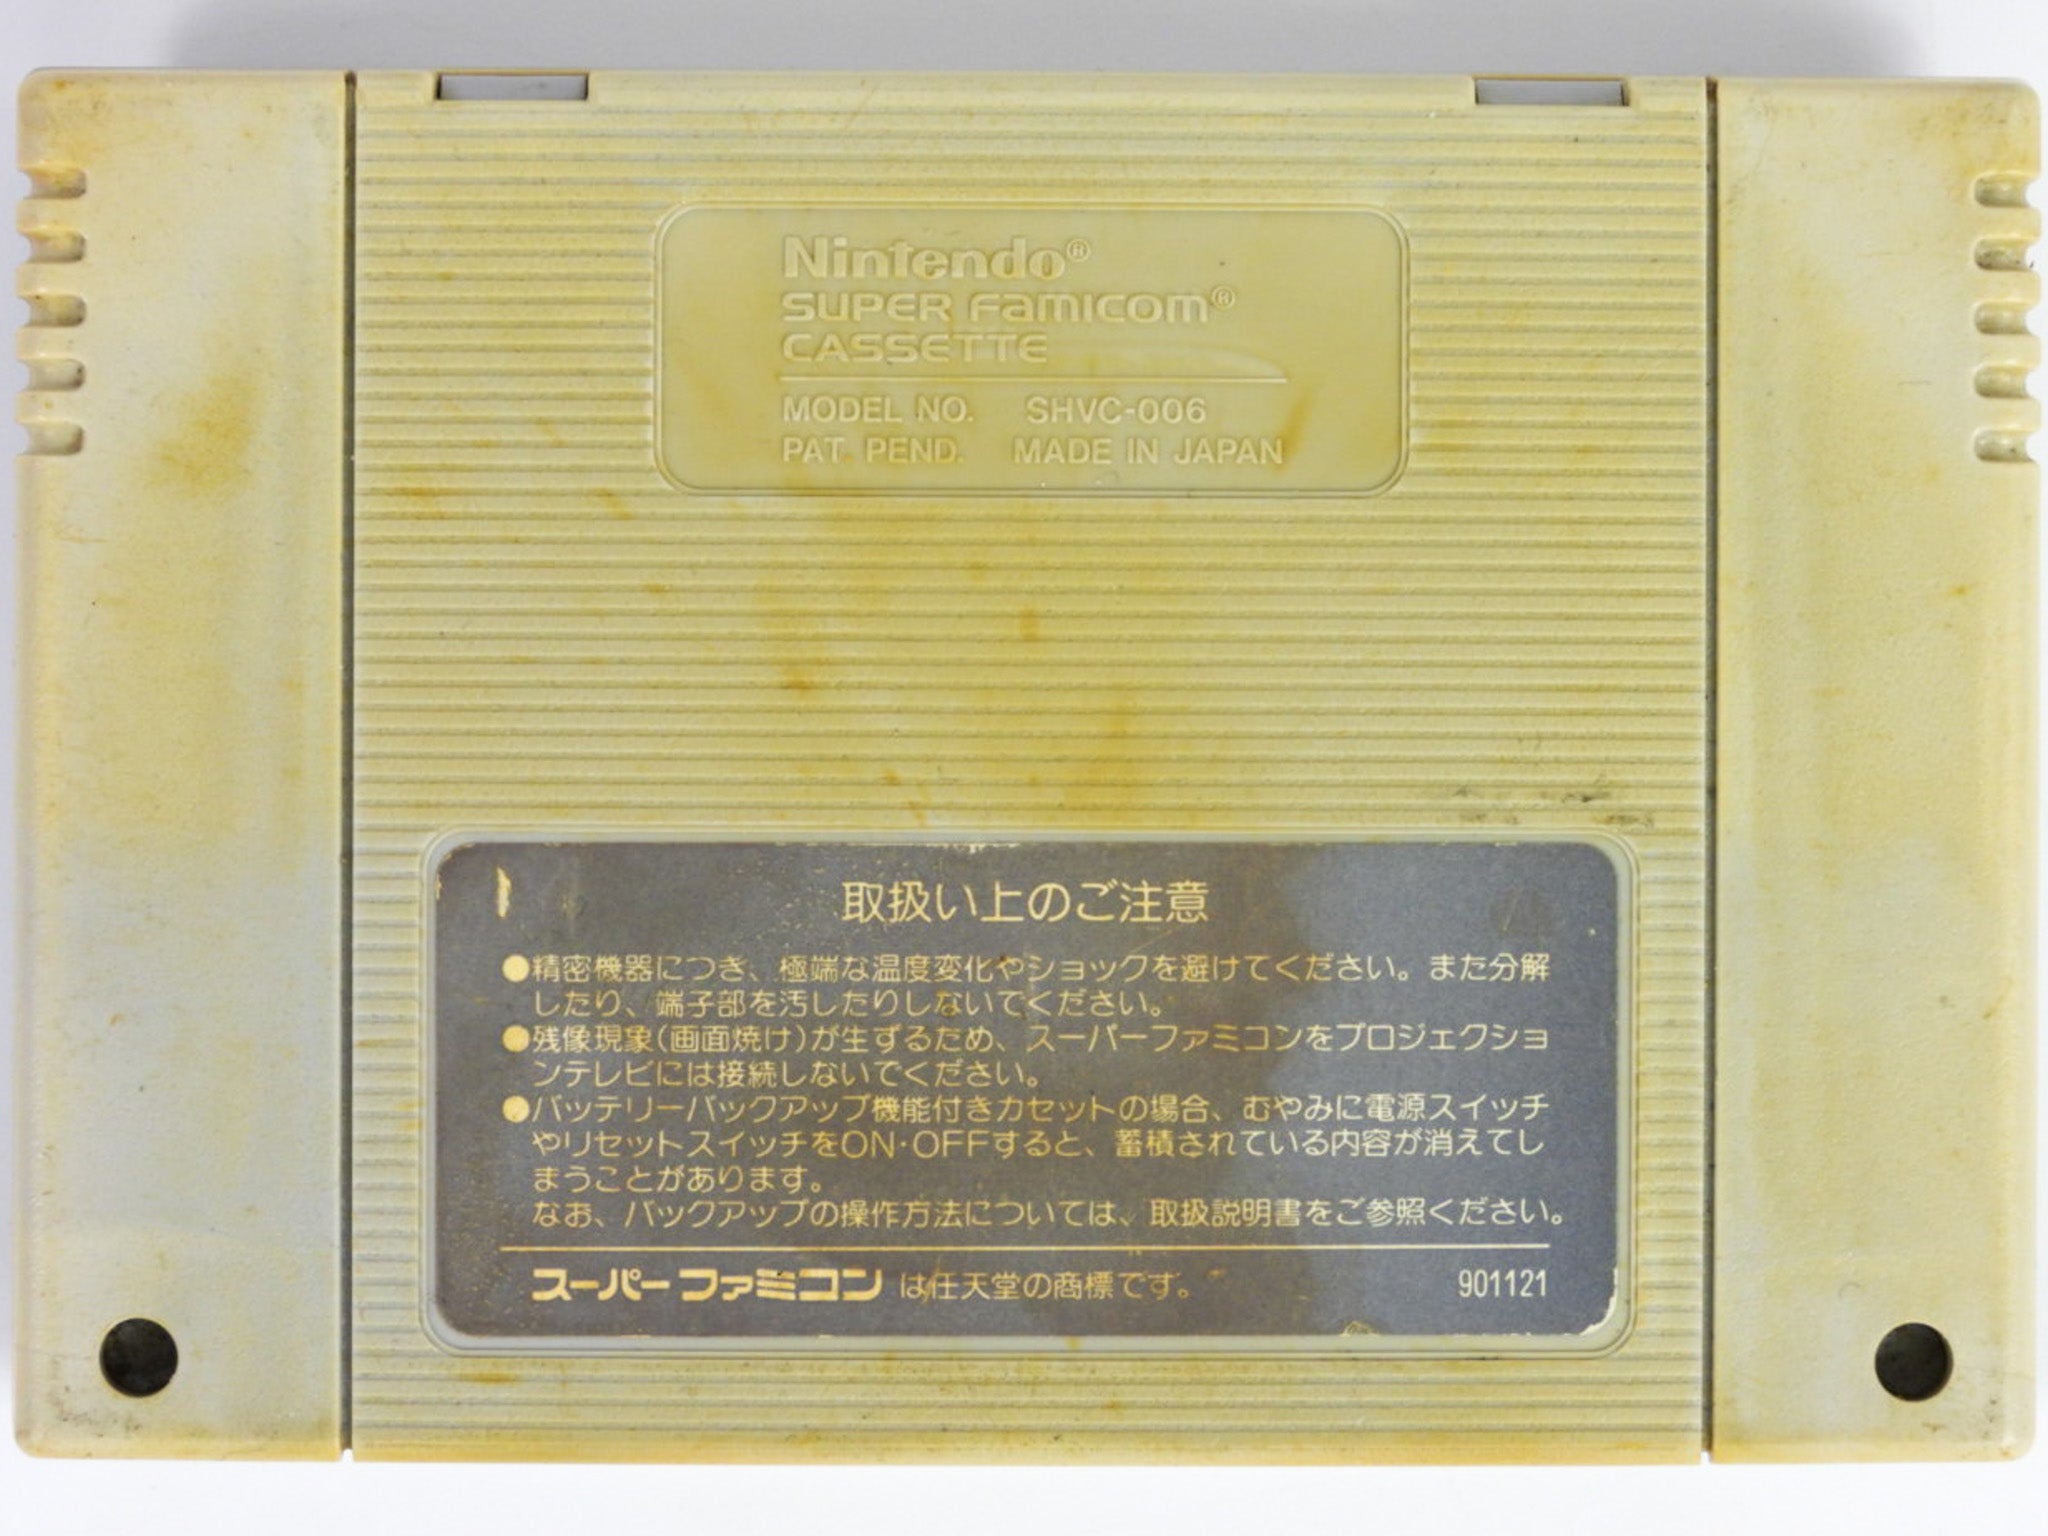 Nintendo®
SUPER FAMICOM®
CASSETTE
MODEL NO. SHVC-006
PAT. PEND. MADE IN JAPAN
取扱い上のご注意
●精密機器につき、極端な温度変化やショックを避けてください。また分解
したり、端子部を汚したりしないでください。
●残像現象(画面焼け)が生ずるため、スーパーファミコンをプロジェクショ
ンテレビには接続しないでください。
●バッテリーバックアップ機能付きカセットの場合、むやみに電源スイッチ
やリセットスイッチをON・OFFすると、蓄積されている内容が消えてし
まうことがあります。
なお、バックアップの操作方法については、取扱説明書をご参照ください。
スーパーファミコン は任天堂の商標です。 901121